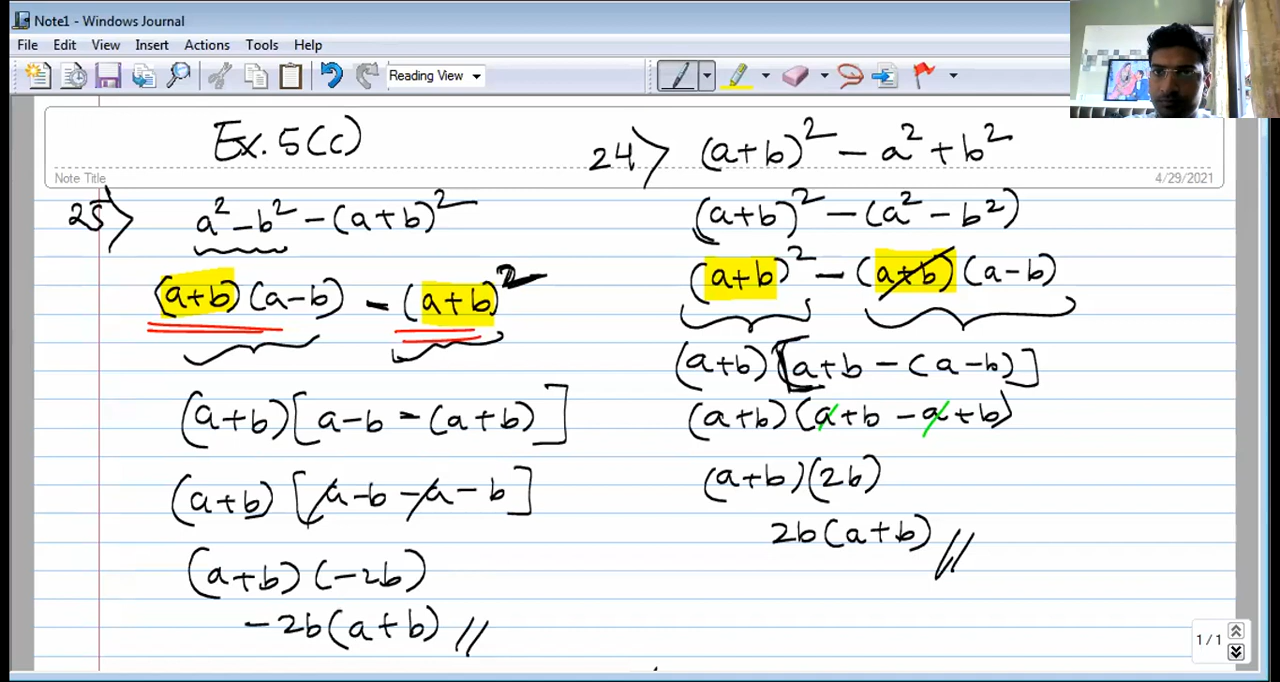 Note1 - Windows Journal
File Edit View Insert Actions Tools Help
Reading View
Ex. 5(c)
Note Title
4/29/2021
25) a² - b² - (a+b)²
(a+b)(a-b) - (a+b)²
(a+b)[a-b-(a+b)]
(a+b)[a-b-a-b]
(a+b)(-2b)
-2b(a+b)//
24) (a+b)² - a² + b²
(a+b)² - (a² - b²)
(a+b)² - (a+b)(a-b)
(a+b)[a+b-(a-b)]
(a+b)(a+b-a+b)
(a+b)(2b)
2b(a+b)//
1/1